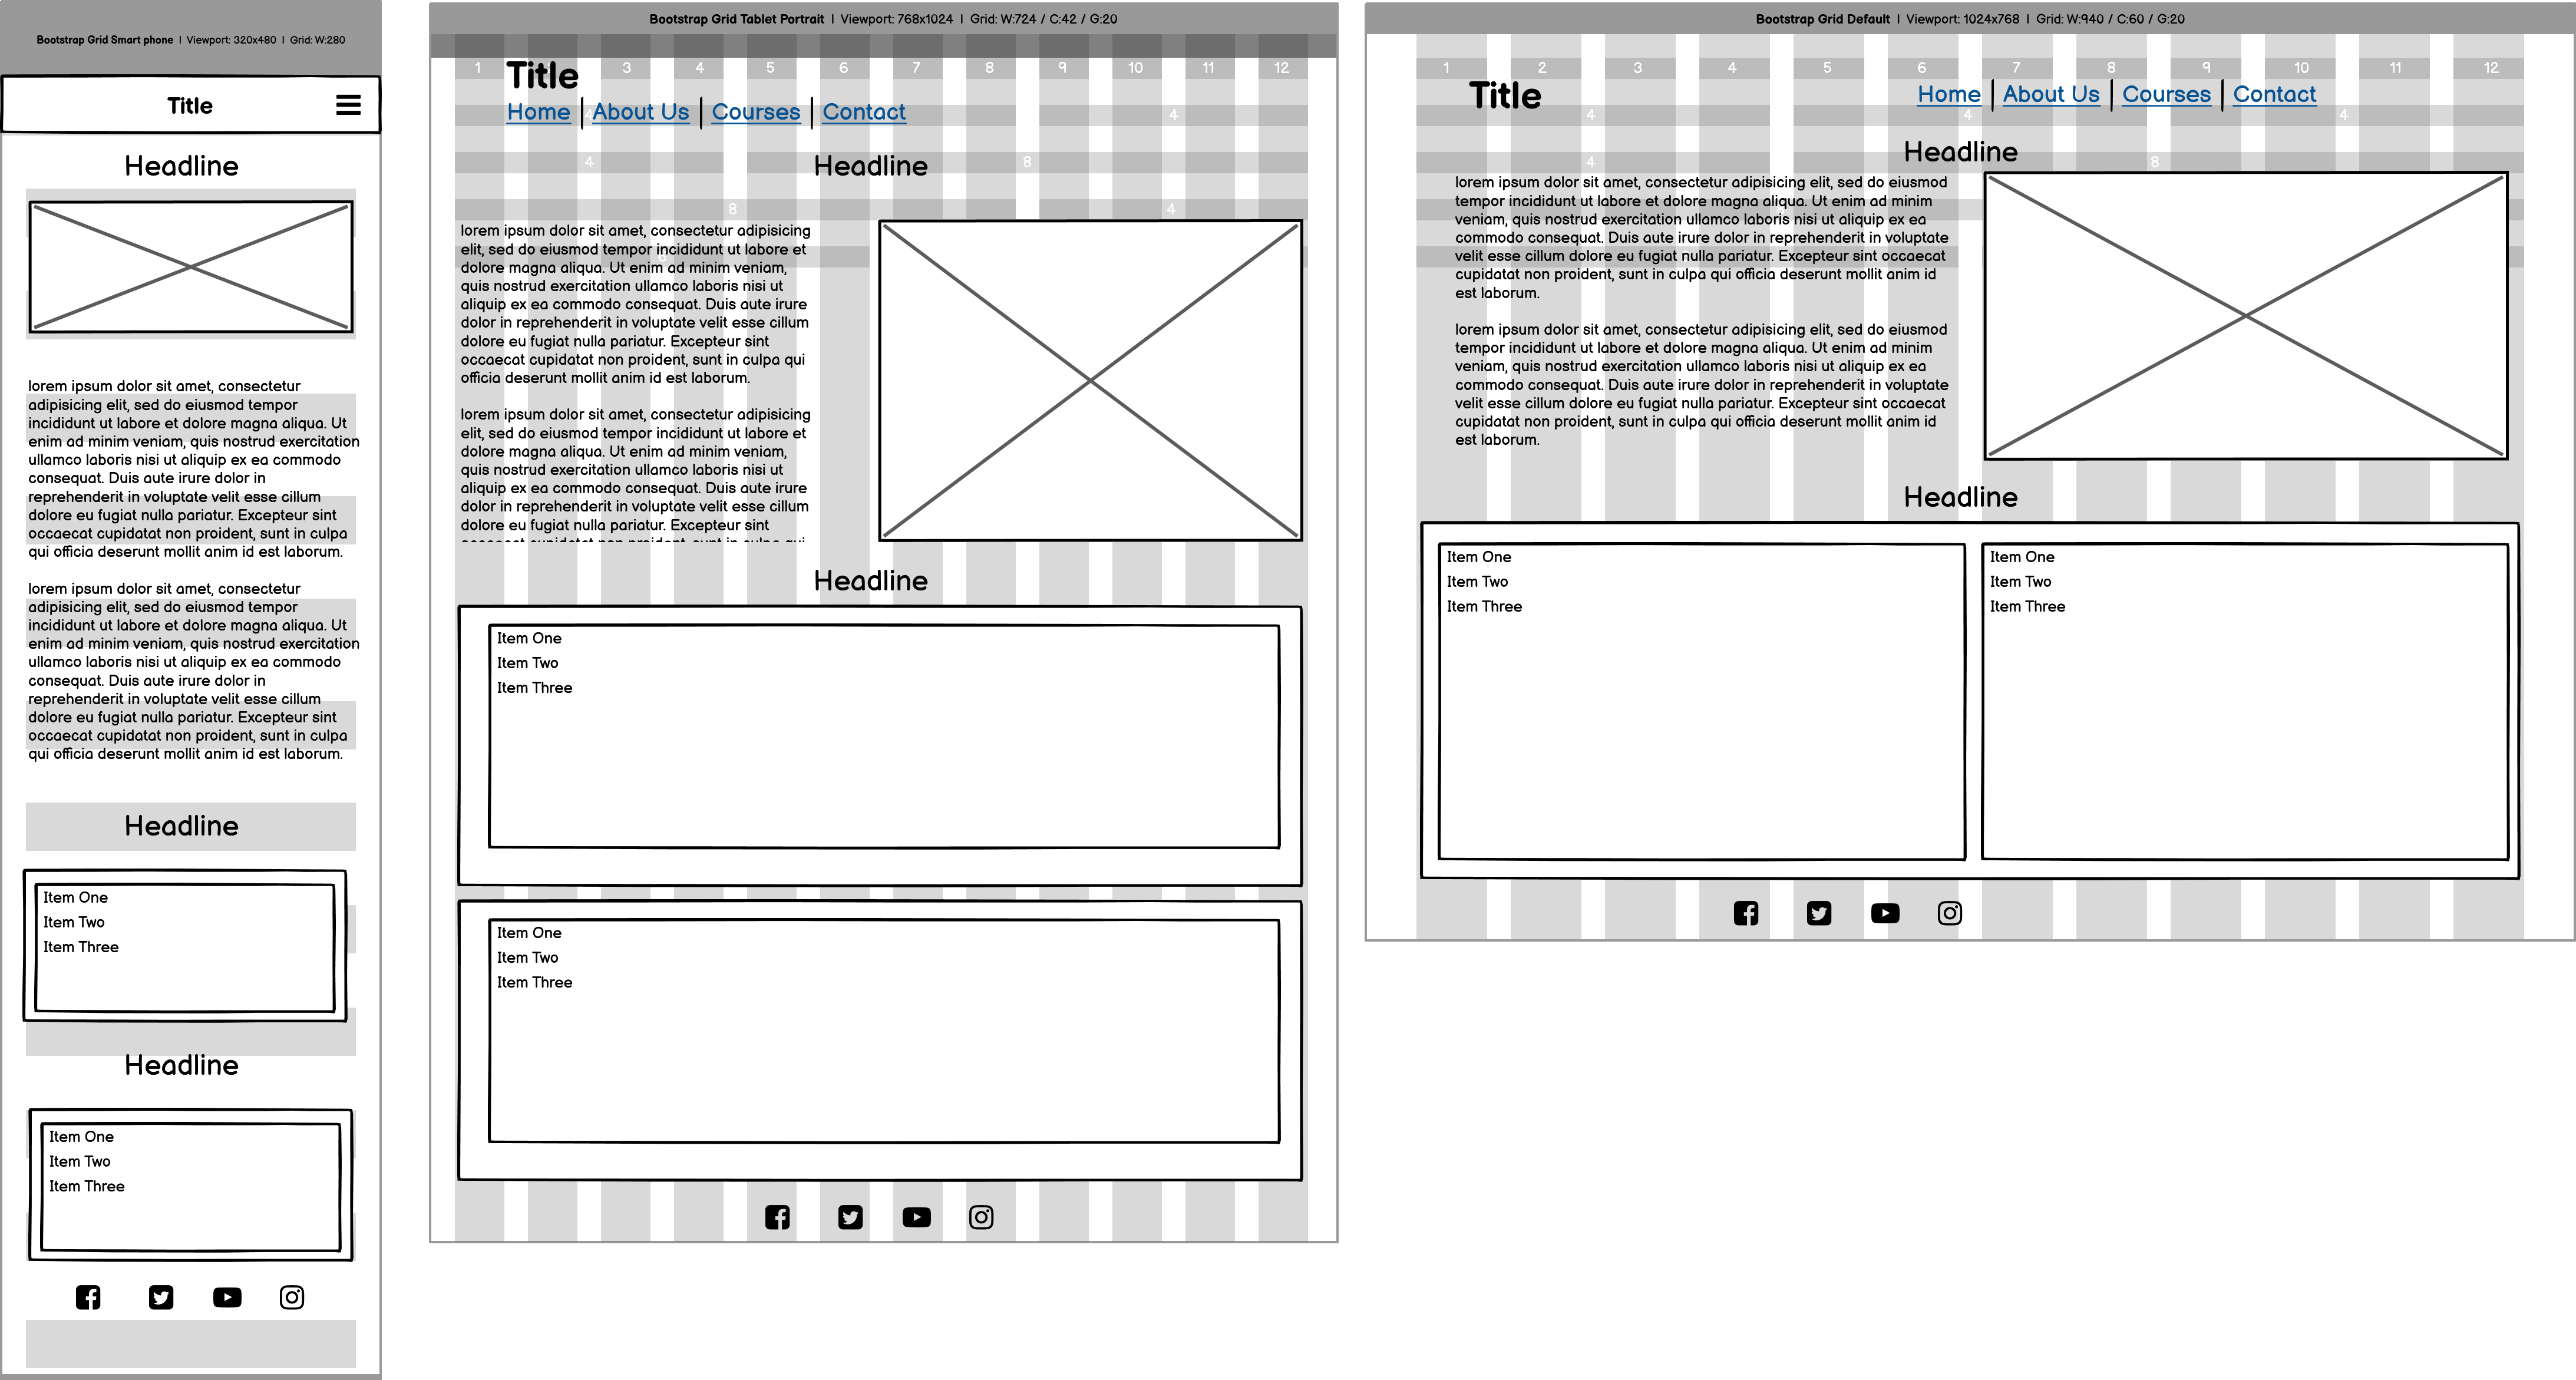 Bootstrap Grid Smart phone | Viewport: 320x480 | Grid: W:280
Title
Headline
lorem ipsum dolor sit amet, consectetur
adipisicing elit, sed do eiusmod tempor
incididunt ut labore et dolore magna aliqua. Ut
enim ad minim veniam, quis nostrud exercitation
ullamco laboris nisi ut aliquip ex ea commodo
consequat. Duis aute irure dolor in
reprehenderit in voluptate velit esse cillum
dolore eu fugiat nulla pariatur. Excepteur sint
occaecat cupidatat non proident, sunt in culpa
qui officia deserunt mollit anim id est laborum.
lorem ipsum dolor sit amet, consectetur
adipisicing elit, sed do eiusmod tempor
incididunt ut labore et dolore magna aliqua. Ut
enim ad minim veniam, quis nostrud exercitation
ullamco laboris nisi ut aliquip ex ea commodo
consequat. Duis aute irure dolor in
reprehenderit in voluptate velit esse cillum
dolore eu fugiat nulla pariatur. Excepteur sint
occaecat cupidatat non proident, sunt in culpa
qui officia deserunt mollit anim id est laborum.
Headline
Item One
Item Two
Item Three
Headline
Item One
Item Two
Item Three
Bootstrap Grid Tablet Portrait | Viewport: 768x1024 | Grid: W:724 / C:42 / G:20
1 3 4 5 6 7 8 9 10 11 12
Title
Home | About Us | Courses | Contact
4
4 8
Headline
8 4
lorem ipsum dolor sit amet, consectetur adipisicing
elit, sed do eiusmod tempor incididunt ut labore et
dolore magna aliqua. Ut enim ad minim veniam,
quis nostrud exercitation ullamco laboris nisi ut
aliquip ex ea commodo consequat. Duis aute irure
dolor in reprehenderit in voluptate velit esse cillum
dolore eu fugiat nulla pariatur. Excepteur sint
occaecat cupidatat non proident, sunt in culpa qui
officia deserunt mollit anim id est laborum.
lorem ipsum dolor sit amet, consectetur adipisicing
elit, sed do eiusmod tempor incididunt ut labore et
dolore magna aliqua. Ut enim ad minim veniam,
quis nostrud exercitation ullamco laboris nisi ut
aliquip ex ea commodo consequat. Duis aute irure
dolor in reprehenderit in voluptate velit esse cillum
dolore eu fugiat nulla pariatur. Excepteur sint
occaecat cupidatat non proident, sunt in culpa qui
Headline
Item One
Item Two
Item Three
Item One
Item Two
Item Three
Bootstrap Grid Default | Viewport: 1024x768 | Grid: W:940 / C:60 / G:20
1 2 3 4 5 6 7 8 9 10 11 12
Title
Home | About Us | Courses | Contact
4 4 4
Headline
4 8
lorem ipsum dolor sit amet, consectetur adipisicing elit, sed do eiusmod
tempor incididunt ut labore et dolore magna aliqua. Ut enim ad minim
veniam, quis nostrud exercitation ullamco laboris nisi ut aliquip ex ea
commodo consequat. Duis aute irure dolor in reprehenderit in voluptate
velit esse cillum dolore eu fugiat nulla pariatur. Excepteur sint occaecat
cupidatat non proident, sunt in culpa qui officia deserunt mollit anim id
est laborum.
lorem ipsum dolor sit amet, consectetur adipisicing elit, sed do eiusmod
tempor incididunt ut labore et dolore magna aliqua. Ut enim ad minim
veniam, quis nostrud exercitation ullamco laboris nisi ut aliquip ex ea
commodo consequat. Duis aute irure dolor in reprehenderit in voluptate
velit esse cillum dolore eu fugiat nulla pariatur. Excepteur sint occaecat
cupidatat non proident, sunt in culpa qui officia deserunt mollit anim id
est laborum.
Headline
Item One
Item Two
Item Three
Item One
Item Two
Item Three